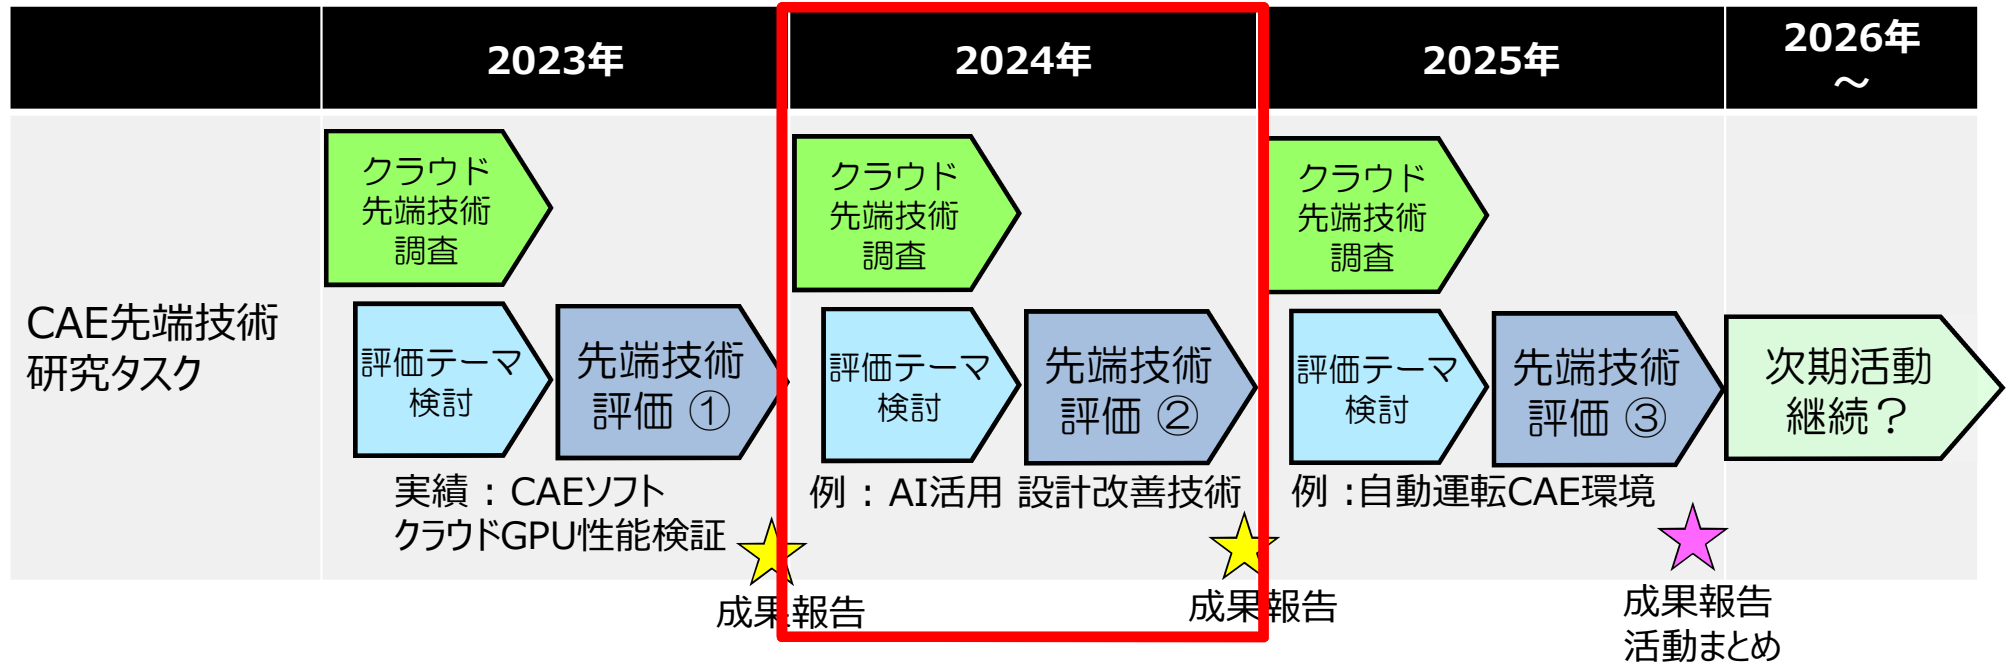 2023年
2024年
2025年
2026年
～
CAE先端技術
研究タスク
クラウド
先端技術
調査
評価テーマ
検討
先端技術
評価 ①
実績：CAEソフト
クラウドGPU性能検証
成果報告
クラウド
先端技術
調査
評価テーマ
検討
先端技術
評価 ②
例：AI活用 設計改善技術
成果報告
クラウド
先端技術
調査
評価テーマ
検討
先端技術
評価 ③
例：自動運転CAE環境
成果報告
活動まとめ
次期活動
継続？